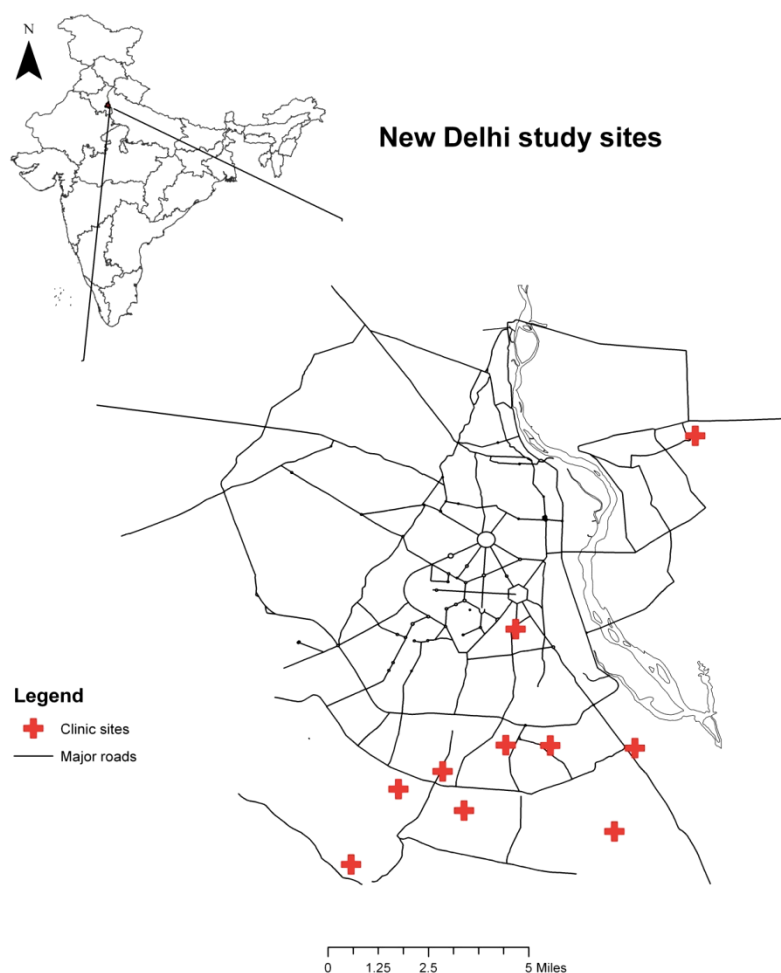 N
New Delhi study sites
Legend
Clinic sites
Major roads
0 1.25 2.5 5 Miles